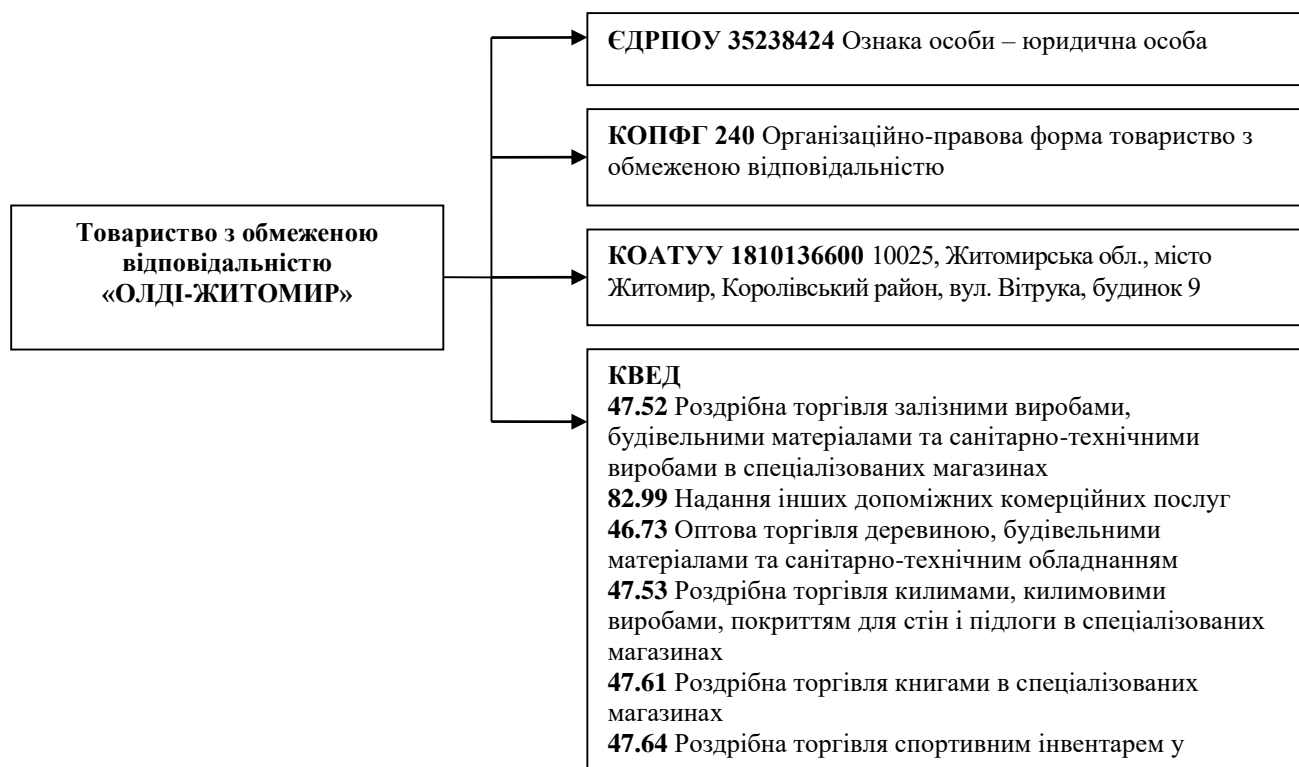 Товариство з обмеженою
відповідальністю
«ОЛДІ-ЖИТОМИР»
ЄДРПОУ 35238424 Ознака особи – юридична особа
КОПФГ 240 Організаційно-правова форма товариство з
обмеженою відповідальністю
КОАТУУ 1810136600 10025, Житомирська обл., місто
Житомир, Королівський район, вул. Вітрука, будинок 9
КВЕД
47.52 Роздрібна торгівля залізними виробами,
будівельними матеріалами та санітарно-технічними
виробами в спеціалізованих магазинах
82.99 Надання інших допоміжних комерційних послуг
46.73 Оптова торгівля деревиною, будівельними
матеріалами та санітарно-технічним обладнанням
47.53 Роздрібна торгівля килимами, килимовими
виробами, покриттям для стін і підлоги в спеціалізованих
магазинах
47.61 Роздрібна торгівля книгами в спеціалізованих
магазинах
47.64 Роздрібна торгівля спортивним інвентарем у